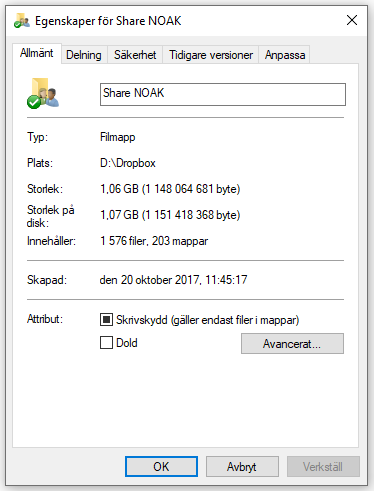 Egenskaper för Share NOAK
Allmänt Delning Säkerhet Tidigare versioner Anpassa
Share NOAK
Typ: Filmapp
Plats: D:\Dropbox
Storlek: 1,06 GB (1 148 064 681 byte)
Storlek på disk: 1,07 GB (1 151 418 368 byte)
Innehåller: 1 576 filer, 203 mappar
Skapad: den 20 oktober 2017, 11:45:17
Attribut: Skrivskydd (gäller endast filer i mappar)
Dold Avancerat...
OK Avbryt Verkställ